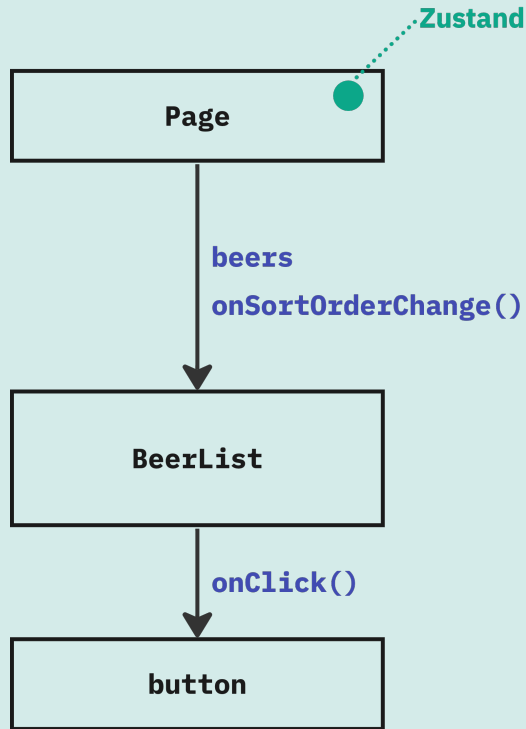 Zustand
Page
beers
onSortOrderChange()
BeerList
onClick()
button